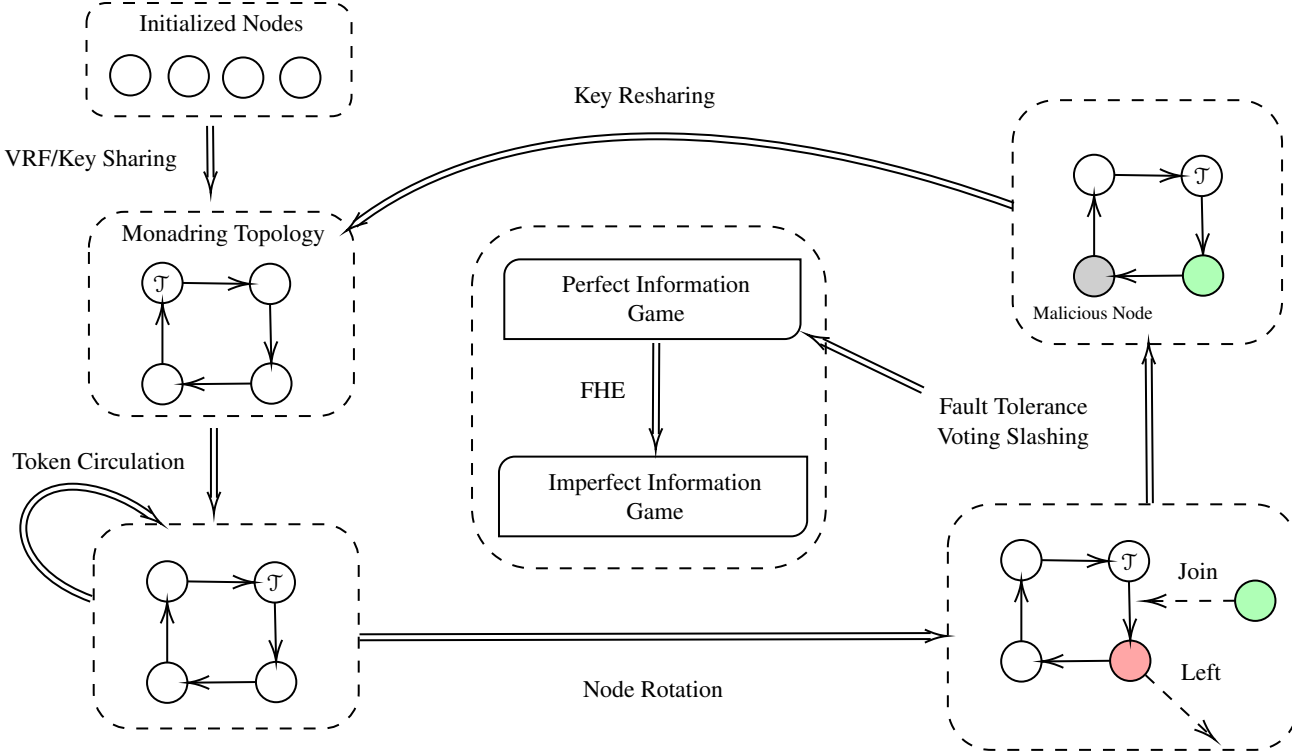 Initialized Nodes
VRF/Key Sharing
Key Resharing
𝒯
Malicious Node
Monadring Topology
𝒯
Perfect Information
Game
FHE
Imperfect Information
Game
Fault Tolerance
Voting Slashing
Token Circulation
𝒯
Node Rotation
𝒯
Join
Left